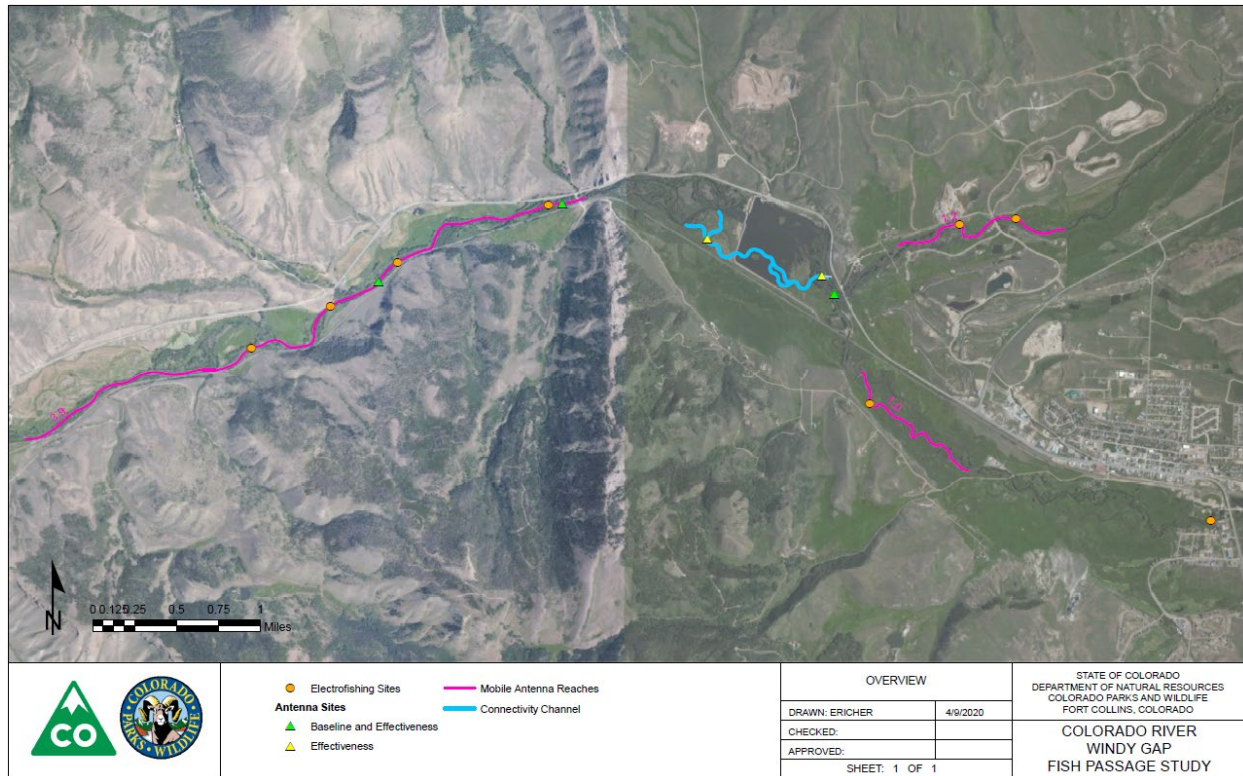 1.6
N
0 0.1250.25 0.5 0.75 1
Miles
CO
COLORADO
PARKS & WILDLIFE
Electrofishing Sites
Antenna Sites
Baseline and Effectiveness
Effectiveness
Mobile Antenna Reaches
Connectivity Channel
OVERVIEW
DRAWN: ERICHER 4/9/2020
CHECKED:
APPROVED:
SHEET: 1 OF 1
STATE OF COLORADO
DEPARTMENT OF NATURAL RESOURCES
COLORADO PARKS AND WILDLIFE
FORT COLLINS, COLORADO
COLORADO RIVER
WINDY GAP
FISH PASSAGE STUDY